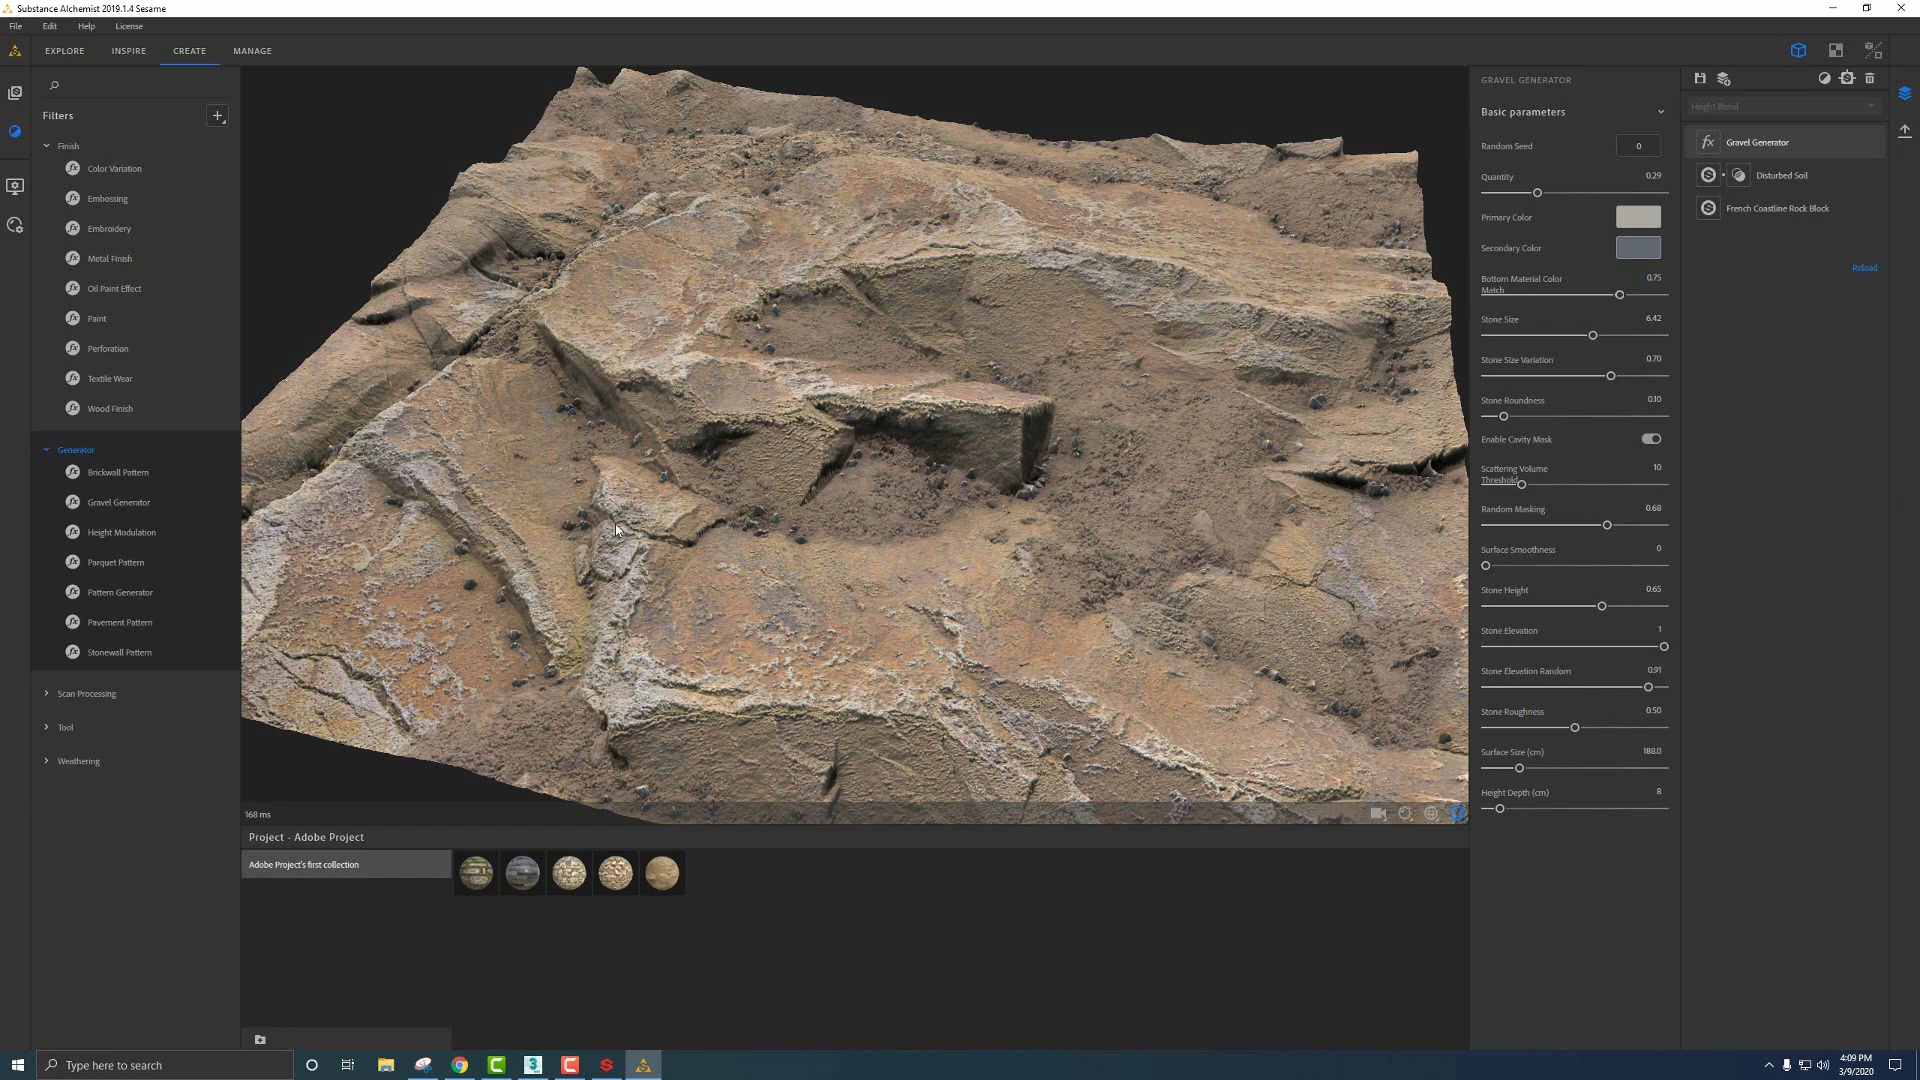 Substance Alchemist 2019.1.4 Sesame
File Edit Help License
EXPLORE INSPIRE CREATE MANAGE
Filters
Finish
Color Variation
Embossing
Embroidery
Metal Finish
Oil Paint Effect
Paint
Perforation
Textile Wear
Wood Finish
Generator
Brickwall Pattern
Gravel Generator
Height Modulation
Parquet Pattern
Pattern Generator
Pavement Pattern
Stonewall Pattern
Scan Processing
Tool
Weathering
168 ms
Project - Adobe Project
Adobe Project's first collection
GRAVEL GENERATOR
Basic parameters
Random Seed 0
Quantity 0.29
Primary Color
Secondary Color
Bottom Material Color 0.75
Match
Stone Size 6.42
Stone Size Variation 0.70
Stone Roundness 0.10
Enable Cavity Mask
Scattering Volume 10
Threshold
Random Masking 0.68
Surface Smoothness 0
Stone Height 0.65
Stone Elevation 1
Stone Elevation Random 0.91
Stone Roughness 0.50
Surface Size (cm) 188.0
Height Depth (cm) 8
Height Blend
Gravel Generator
Disturbed Soil
French Coastline Rock Block
Reload
Type here to search
4:09 PM
3/9/2020